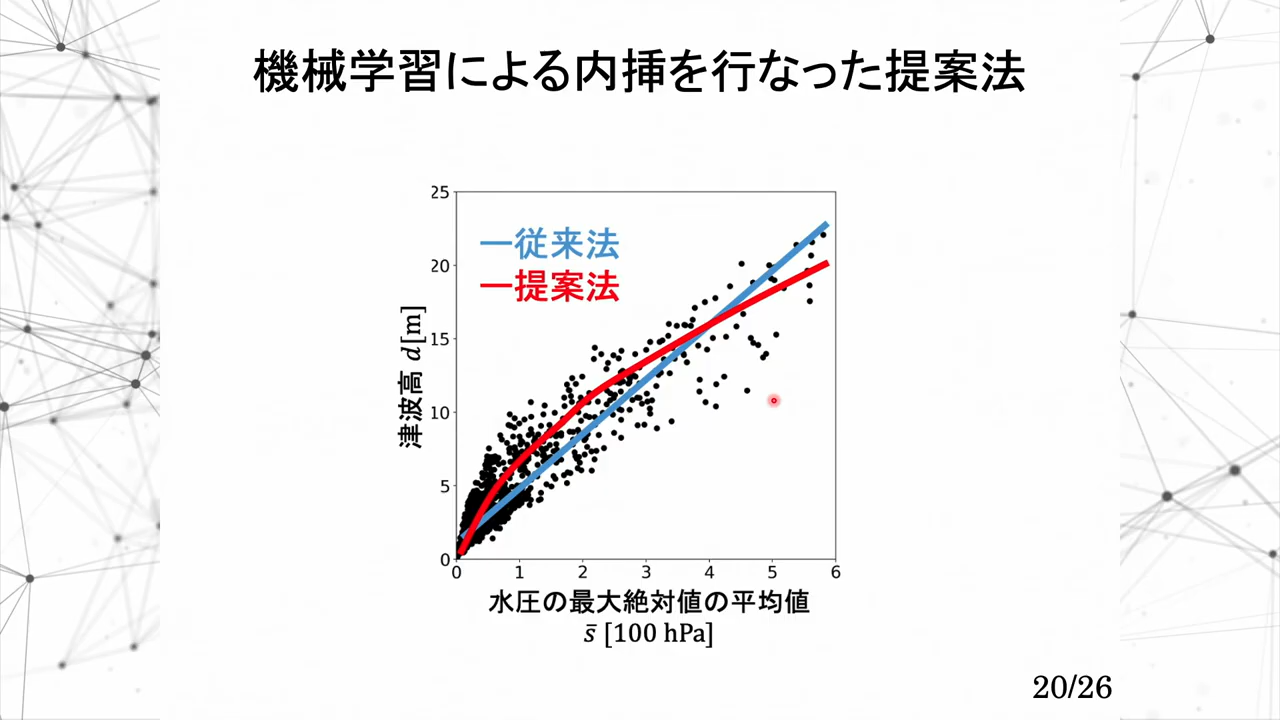 機械学習による内挿を行なった提案法
25
20
15
10
5
0
津波高 d[m]
従来法
提案法
0 1 2 3 4 5 6
水圧の最大絶対値の平均値
s̄ [100 hPa]
20/26